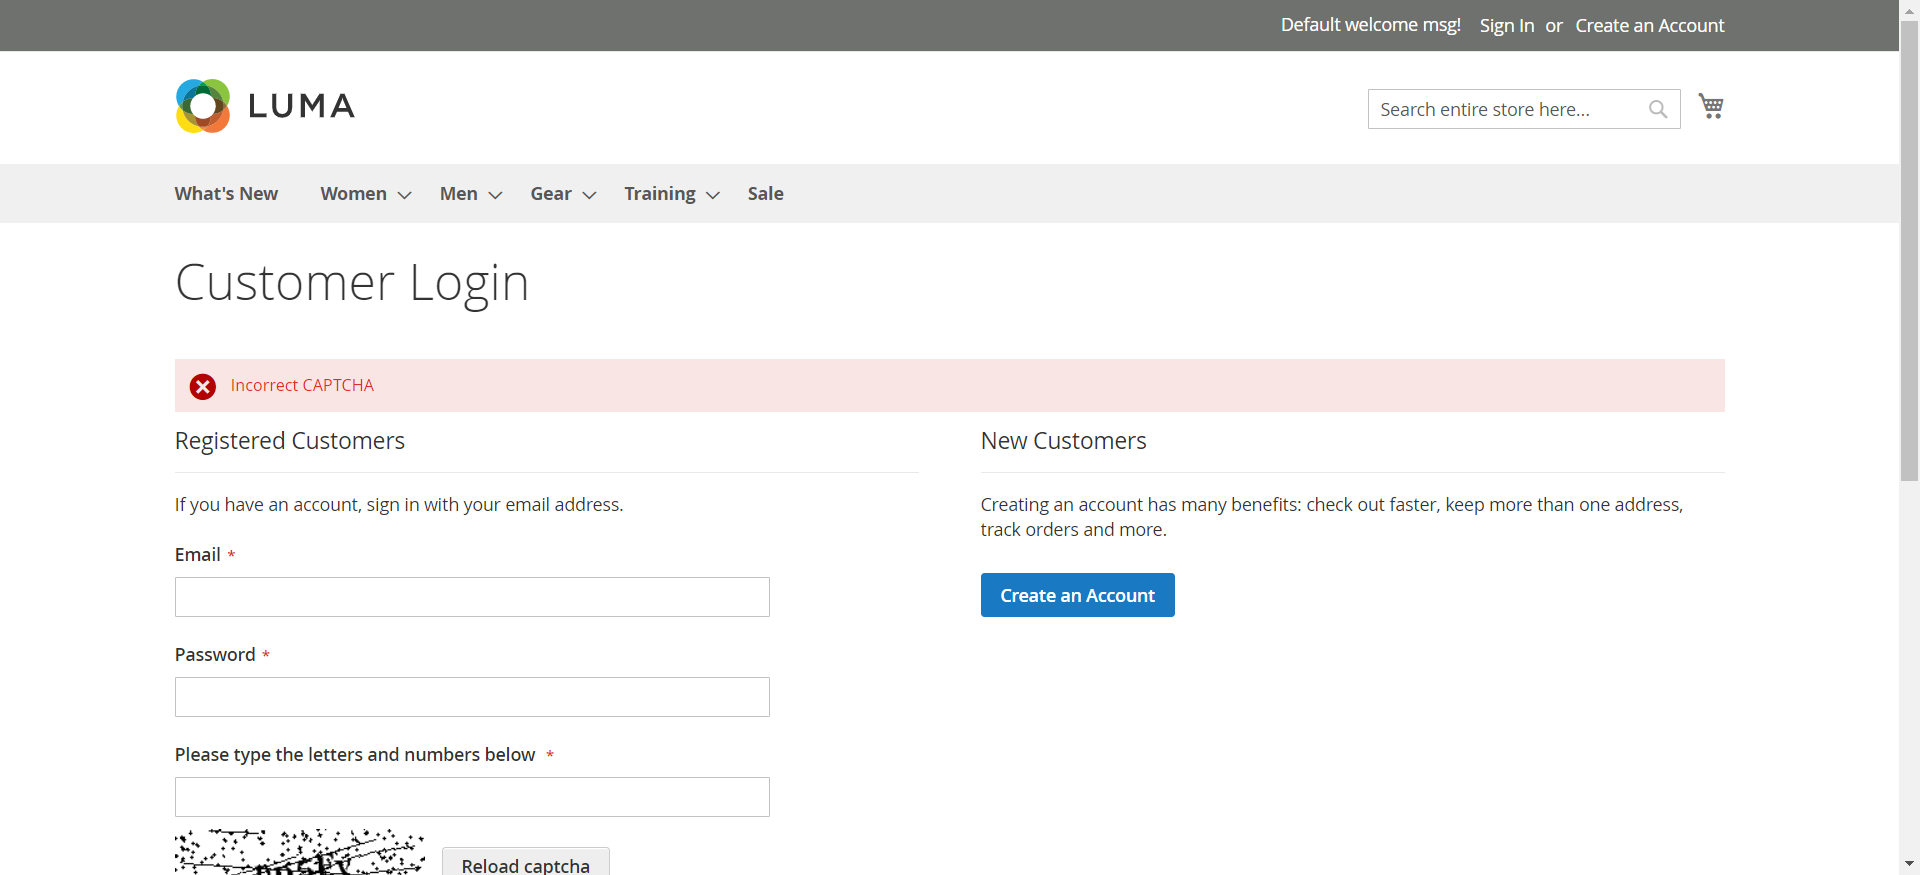 Default welcome msg! Sign In or Create an Account
LUMA
Search entire store here...
What's New Women Men Gear Training Sale
Customer Login
Incorrect CAPTCHA
Registered Customers
If you have an account, sign in with your email address.
Email *
Password *
Please type the letters and numbers below *
Reload captcha
New Customers
Creating an account has many benefits: check out faster, keep more than one address,
track orders and more.
Create an Account